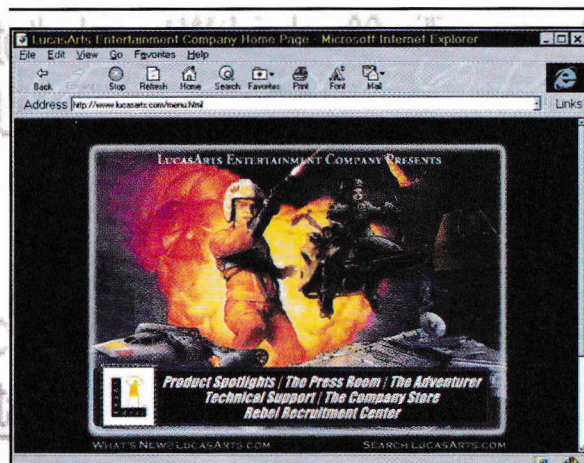 LucasArts Entertainment Company Home Page - Microsoft Internet Explorer
File Edit View Go Favorites Help
Back Stop Refresh Home Search Favorites Print Font Mail
Address http://www.lucasarts.com/menu.html Links
LUCASARTS ENTERTAINMENT COMPANY PRESENTS
Product Spotlights | The Press Room | The Adventurer
Technical Support | The Company Store
Rebel Recruitment Center
WHAT'S NEW@LUCASARTS.COM SEARCH LUCASARTS.COM